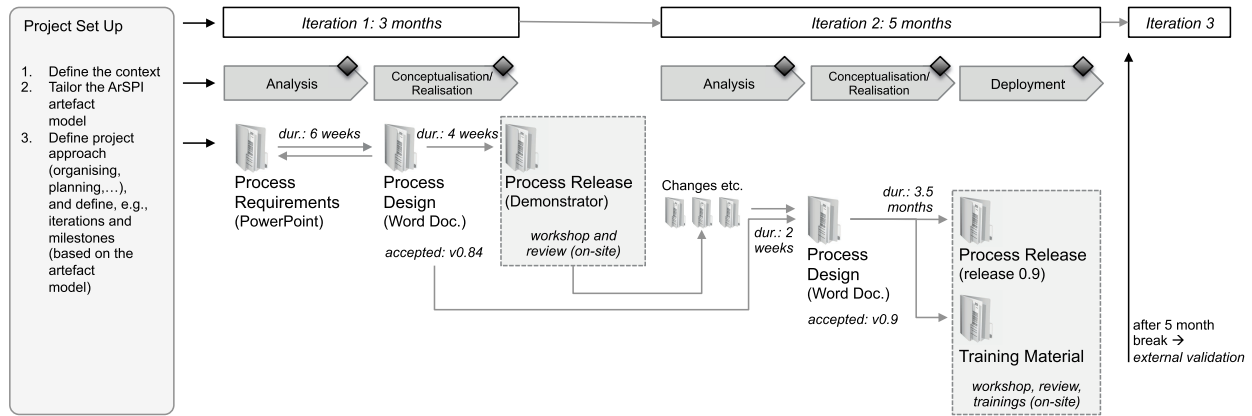 Project Set Up
1. Define the context
2. Tailor the ArSPI
artefact
model
3. Define project
approach
(organising,
planning,…),
and define, e.g.,
iterations and
milestones
(based on the
artefact
model)
Iteration 1: 3 months
Iteration 2: 5 months
Iteration 3
Analysis
Conceptualisation/
Realisation
Analysis
Conceptualisation/
Realisation
Deployment
dur.: 6 weeks
dur.: 4 weeks
Process
Requirements
(PowerPoint)
Process
Design
(Word Doc.)
accepted: v0.84
Process Release
(Demonstrator)
workshop and
review (on-site)
Changes etc.
dur.: 2
weeks
Process
Design
(Word Doc.)
accepted: v0.9
dur.: 3.5
months
Process Release
(release 0.9)
Training Material
workshop, review,
trainings (on-site)
after 5 month
break →
external validation